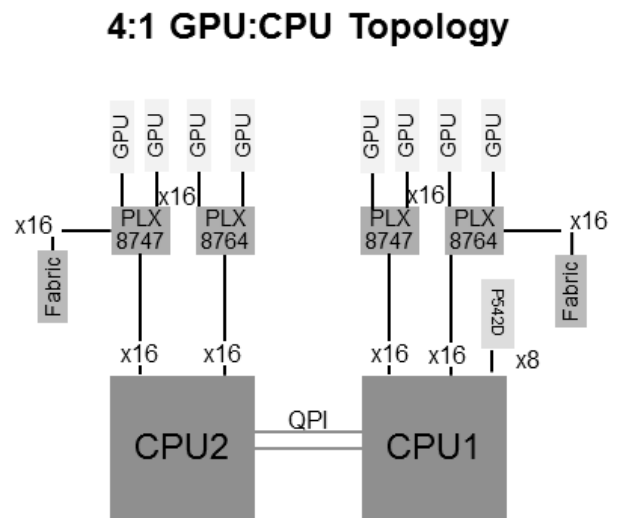 4:1 GPU:CPU Topology
GPU
GPU
GPU
GPU
GPU
GPU
GPU
GPU
x16
x16
x16
PLX
8747
PLX
8764
PLX
8747
PLX
8764
x16
Fabric
Fabric
P542D
x16
x16
x16
x16
x8
QPI
CPU2
CPU1